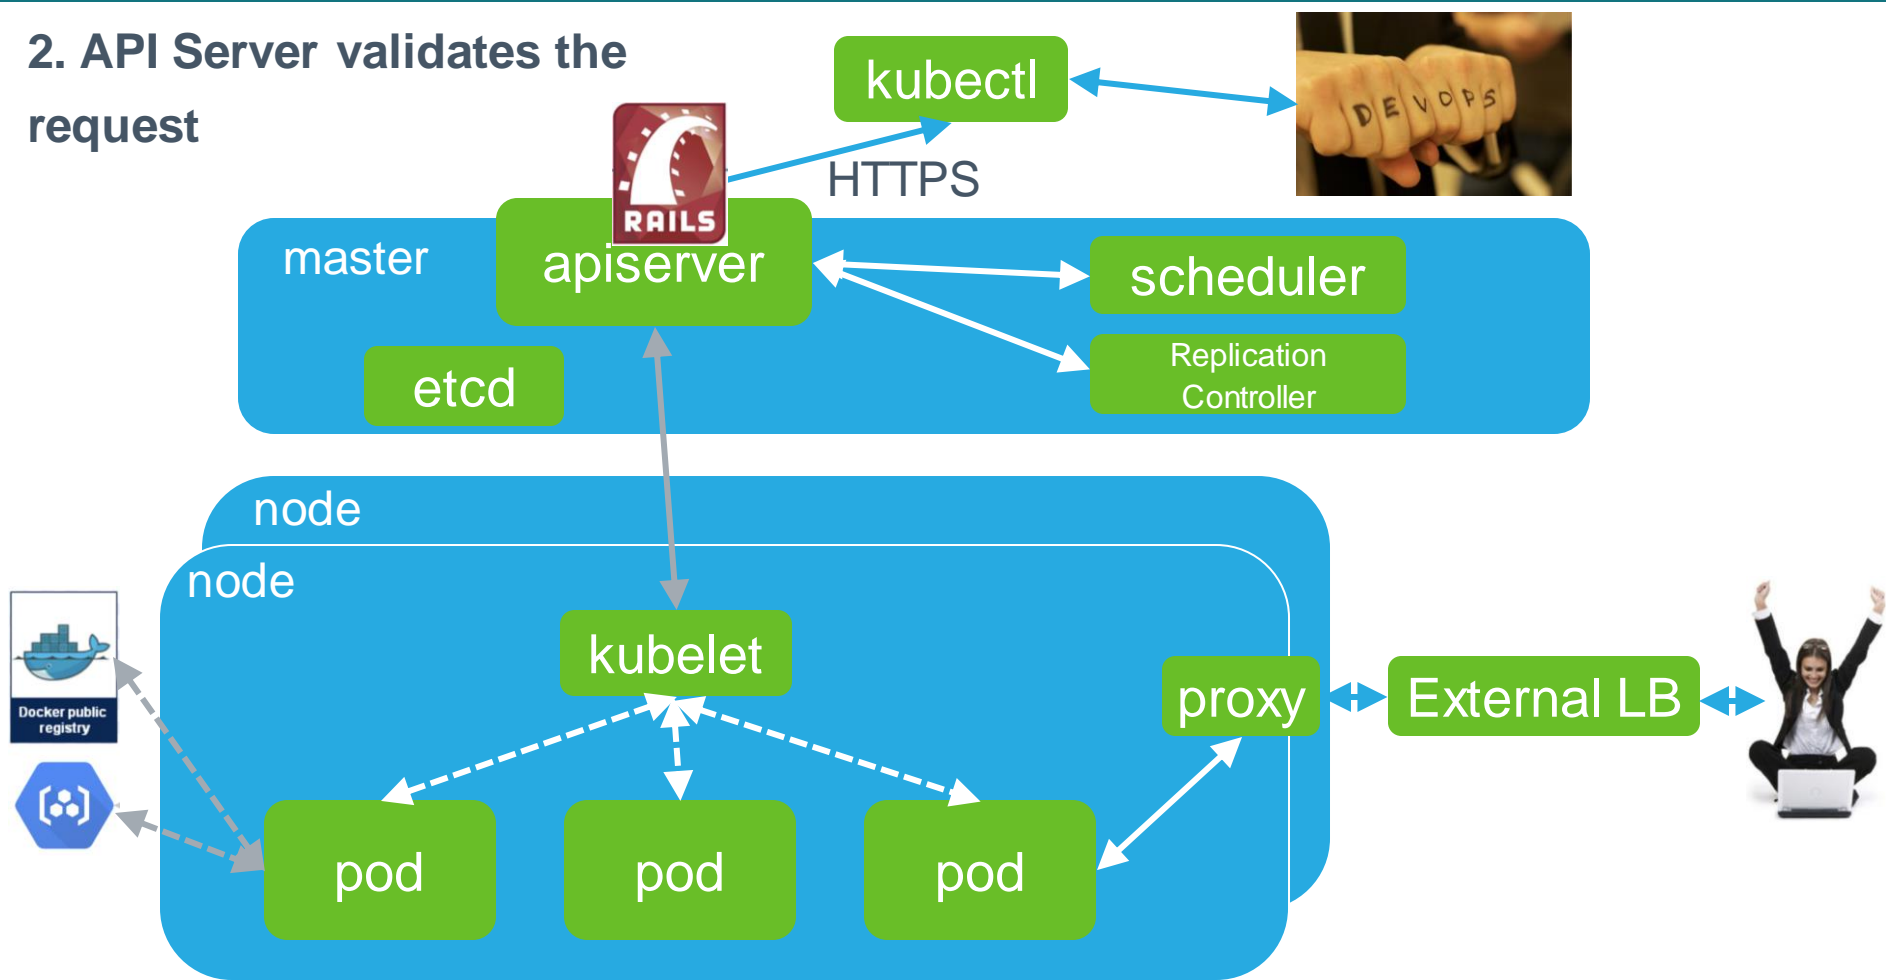 2. API Server validates the
request
kubectl
DEVOPS
HTTPS
RAILS
master
apiserver
scheduler
Replication
Controller
etcd
node
node
kubelet
Docker public
registry
proxy
External LB
pod
pod
pod